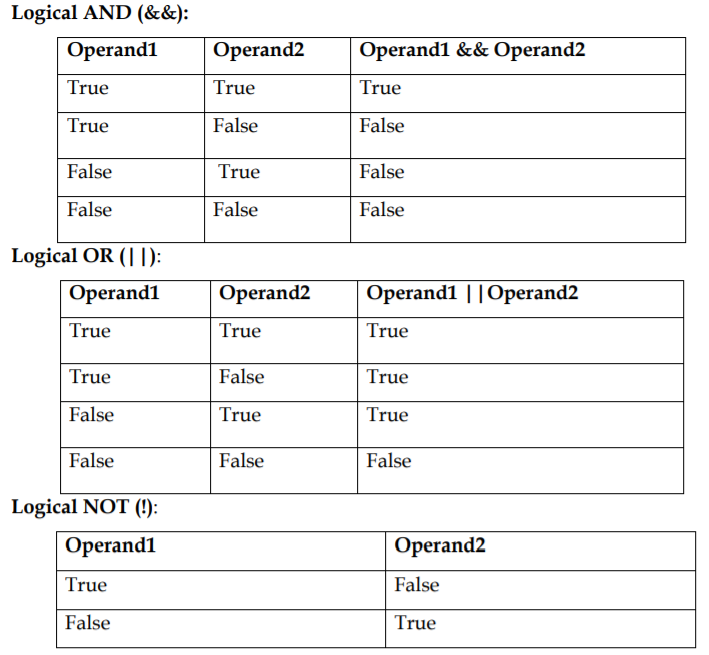 Logical AND (&&):
Operand1 Operand2 Operand1 && Operand2
True True True
True False False
False True False
False False False
Logical OR (||):
Operand1 Operand2 Operand1 ||Operand2
True True True
True False True
False True True
False False False
Logical NOT (!):
Operand1 Operand2
True False
False True